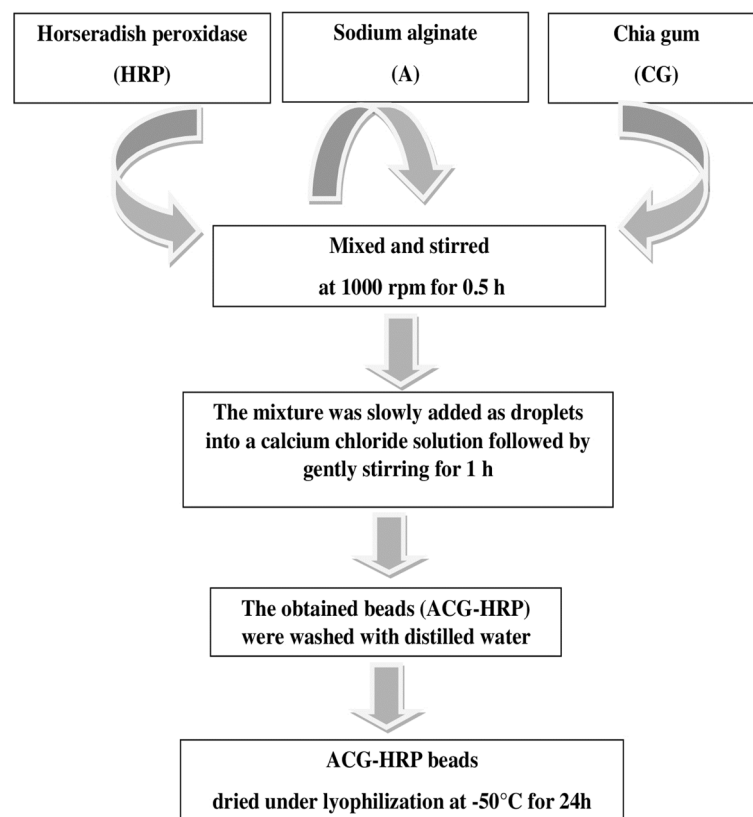 Horseradish peroxidase
(HRP)
Sodium alginate
(A)
Chia gum
(CG)
Mixed and stirred
at 1000 rpm for 0.5 h
The mixture was slowly added as droplets
into a calcium chloride solution followed by
gently stirring for 1 h
The obtained beads (ACG-HRP)
were washed with distilled water
ACG-HRP beads
dried under lyophilization at -50°C for 24h